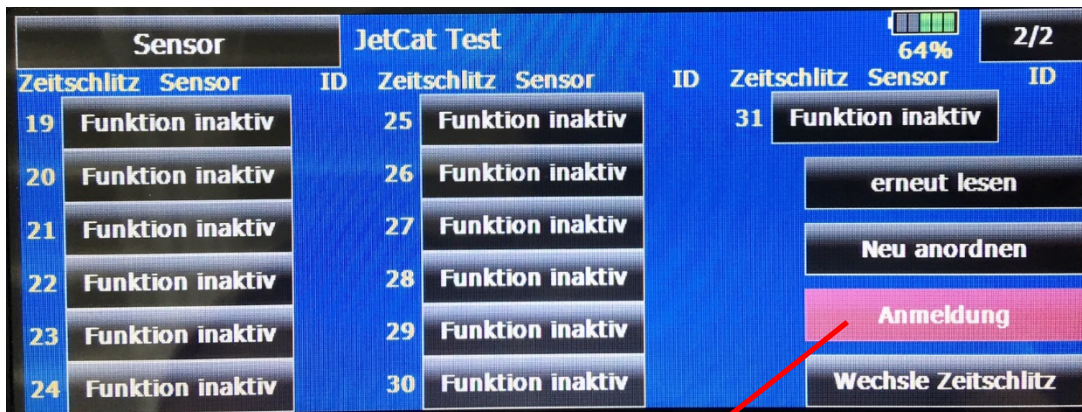 Sensor JetCat Test 64% 2/2
Zeitschlitz Sensor ID Zeitschlitz Sensor ID Zeitschlitz Sensor ID
19 Funktion inaktiv 25 Funktion inaktiv 31 Funktion inaktiv
20 Funktion inaktiv 26 Funktion inaktiv erneut lesen
21 Funktion inaktiv 27 Funktion inaktiv Neu anordnen
22 Funktion inaktiv 28 Funktion inaktiv
23 Funktion inaktiv 29 Funktion inaktiv Anmeldung
24 Funktion inaktiv 30 Funktion inaktiv Wechsle Zeitschlitz